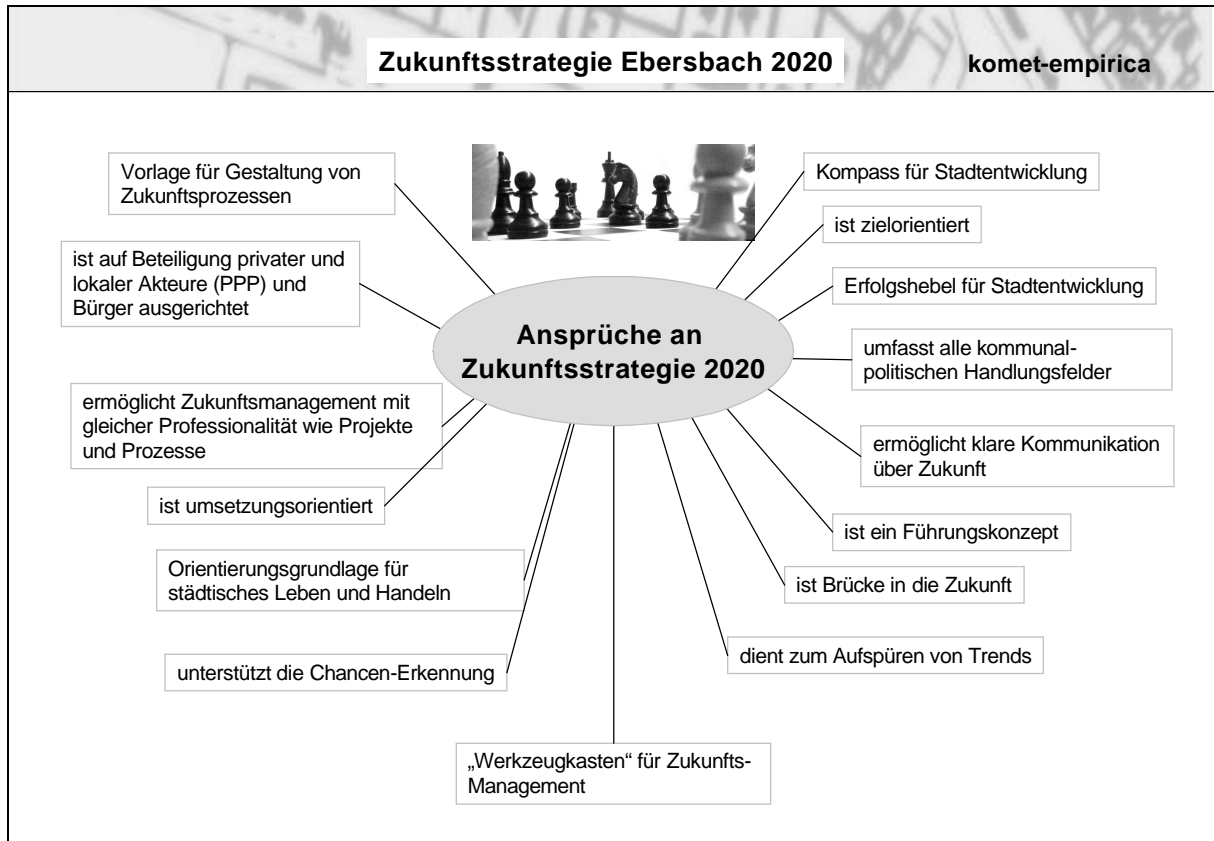 Zukunftsstrategie Ebersbach 2020
komet-empirica
Vorlage für Gestaltung von
Zukunftsprozessen
ist auf Beteiligung privater und
lokaler Akteure (PPP) und
Bürger ausgerichtet
ermöglicht Zukunftsmanagement mit
gleicher Professionalität wie Projekte
und Prozesse
ist umsetzungsorientiert
Orientierungsgrundlage für
städtisches Leben und Handeln
unterstützt die Chancen-Erkennung
Ansprüche an
Zukunftsstrategie 2020
„Werkzeugkasten“ für Zukunfts-
Management
Kompass für Stadtentwicklung
ist zielorientiert
Erfolgshebel für Stadtentwicklung
umfasst alle kommunal-
politischen Handlungsfelder
ermöglicht klare Kommunikation
über Zukunft
ist ein Führungskonzept
ist Brücke in die Zukunft
dient zum Aufspüren von Trends